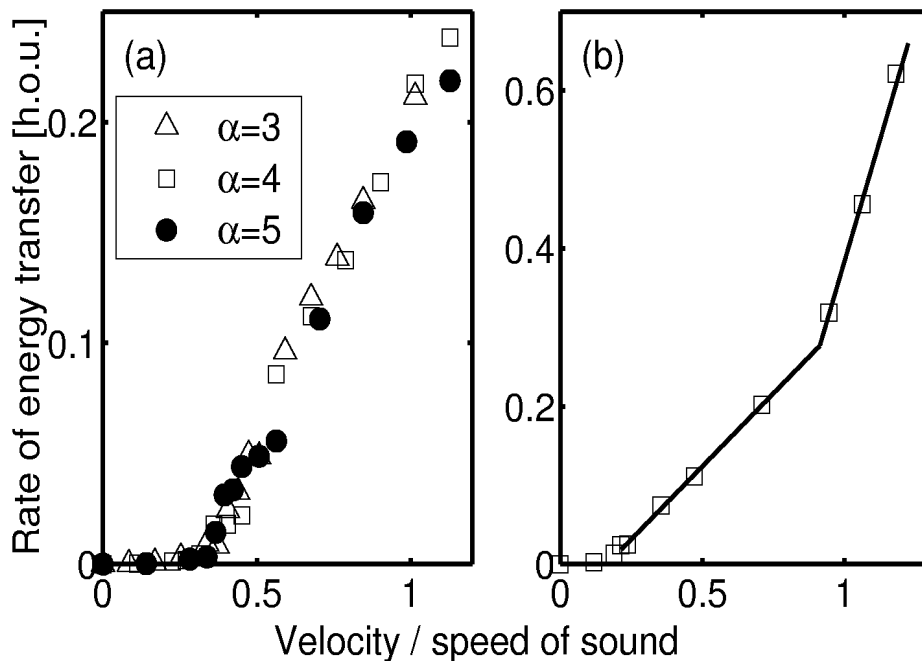 Rate of energy transfer [h.o.u.]
(a)
α=3
α=4
α=5
0.2
0.1
0
0 0.5 1
(b)
0.6
0.4
0.2
0
0 0.5 1
Velocity / speed of sound